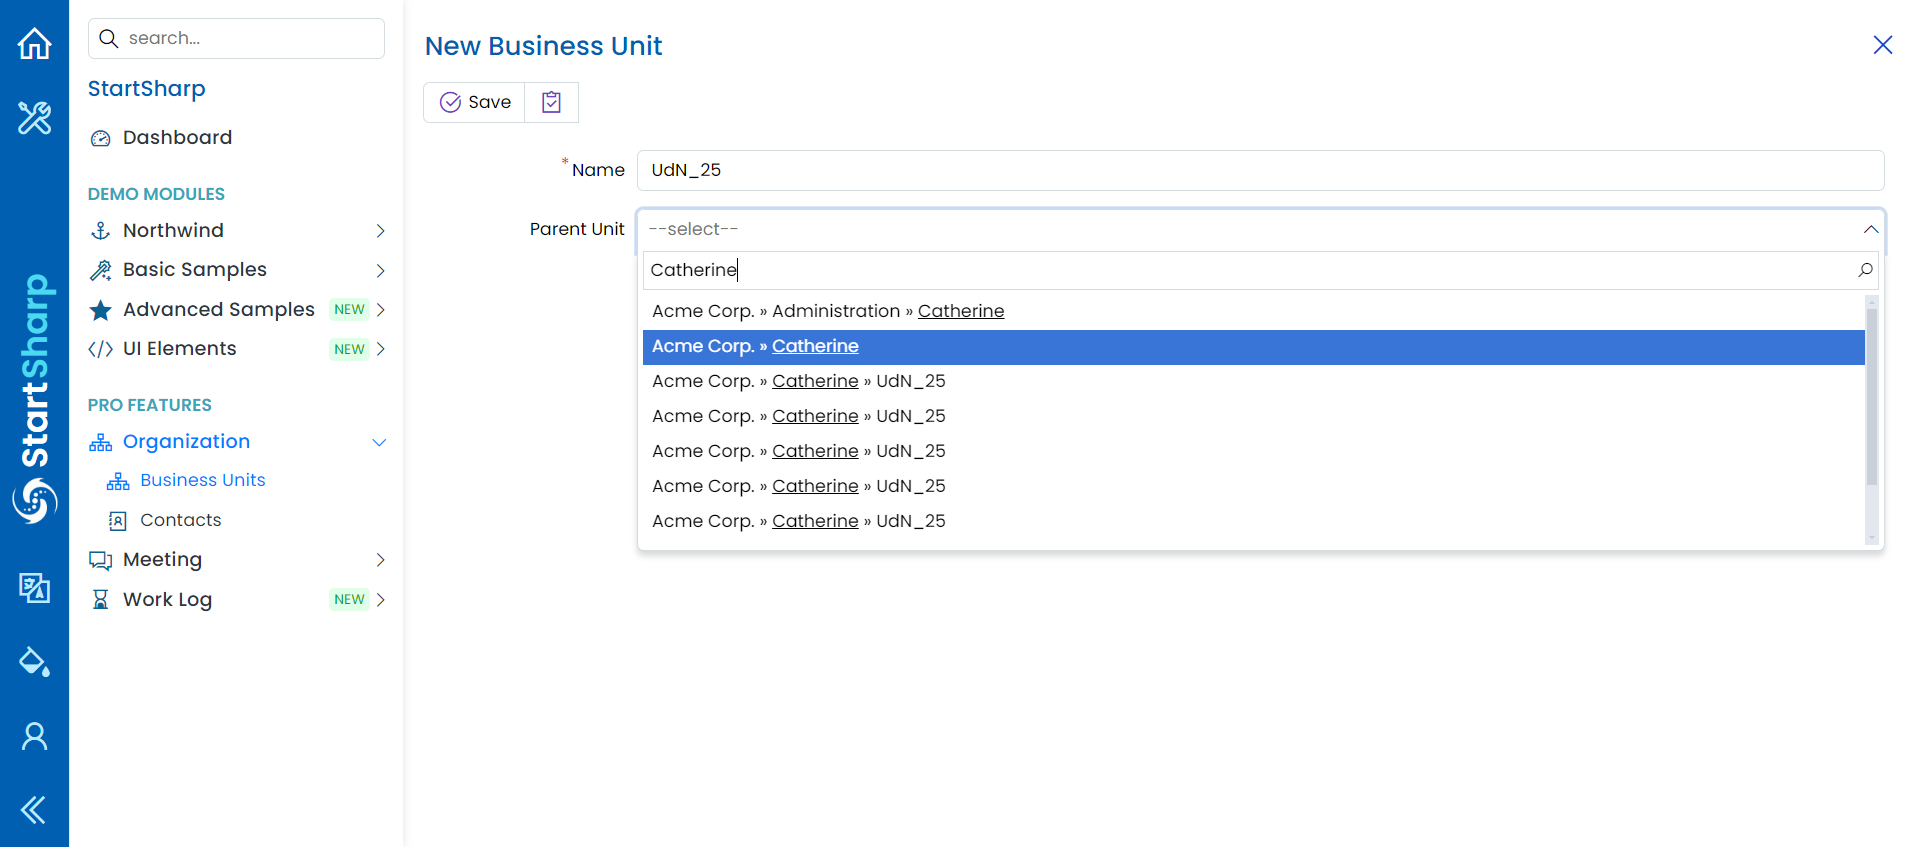 search...
StartSharp
Dashboard
DEMO MODULES
Northwind
Basic Samples
Advanced Samples NEW
UI Elements NEW
PRO FEATURES
Organization
Business Units
Contacts
Meeting
Work Log NEW
StartSharp
New Business Unit
Save
* Name UdN_25
Parent Unit --select--
Catherine
Acme Corp. » Administration » Catherine
Acme Corp. » Catherine
Acme Corp. » Catherine » UdN_25
Acme Corp. » Catherine » UdN_25
Acme Corp. » Catherine » UdN_25
Acme Corp. » Catherine » UdN_25
Acme Corp. » Catherine » UdN_25